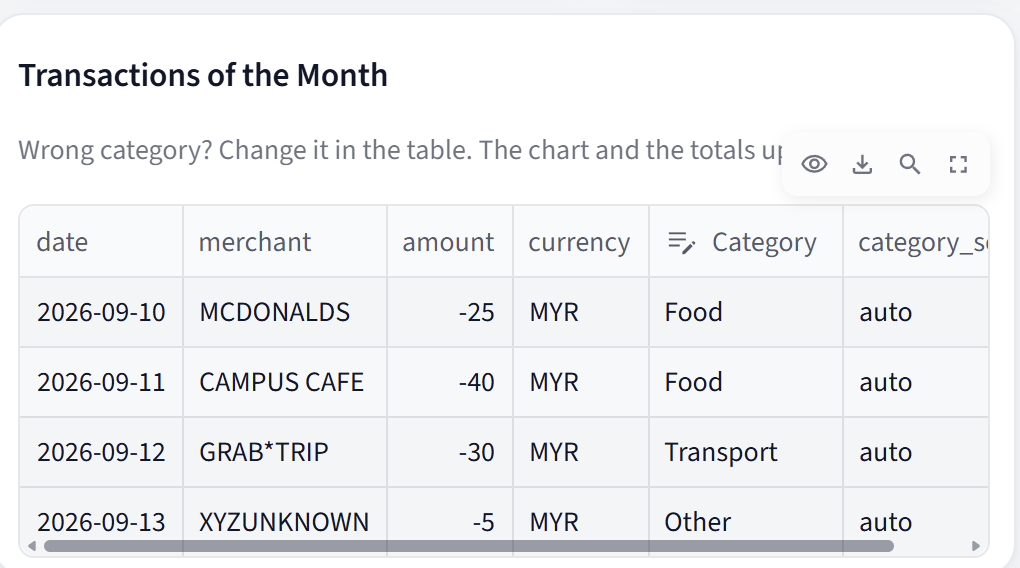 Transactions of the Month
Wrong category? Change it in the table. The chart and the totals
date merchant amount currency Category
2026-09-10 MCDONALDS -25 MYR Food auto
2026-09-11 CAMPUS CAFE -40 MYR Food auto
2026-09-12 GRAB*TRIP -30 MYR Transport auto
2026-09-13 XYZUNKNOWN -5 MYR Other auto